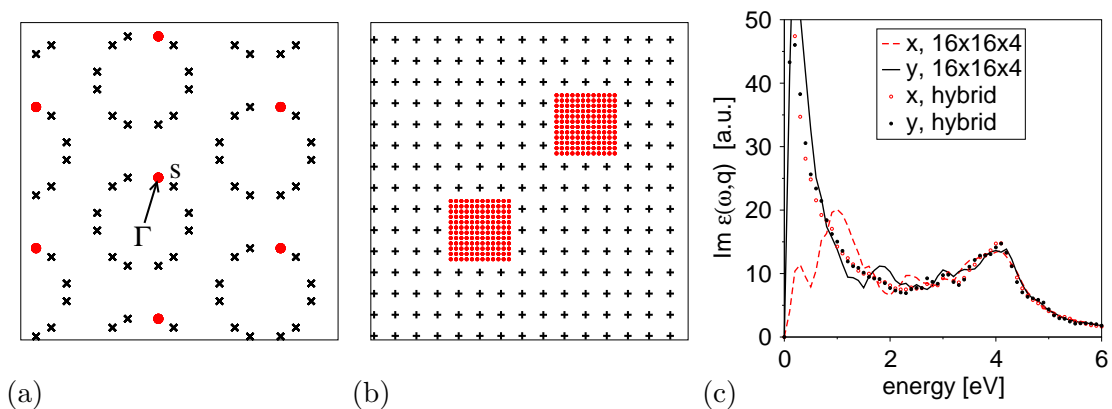 s
Γ
(a)
(b)
Im ε(ω,q) [a.u.]
50
40
30
20
10
0
x, 16x16x4
y, 16x16x4
x, hybrid
y, hybrid
0
2
4
6
energy [eV]
(c)